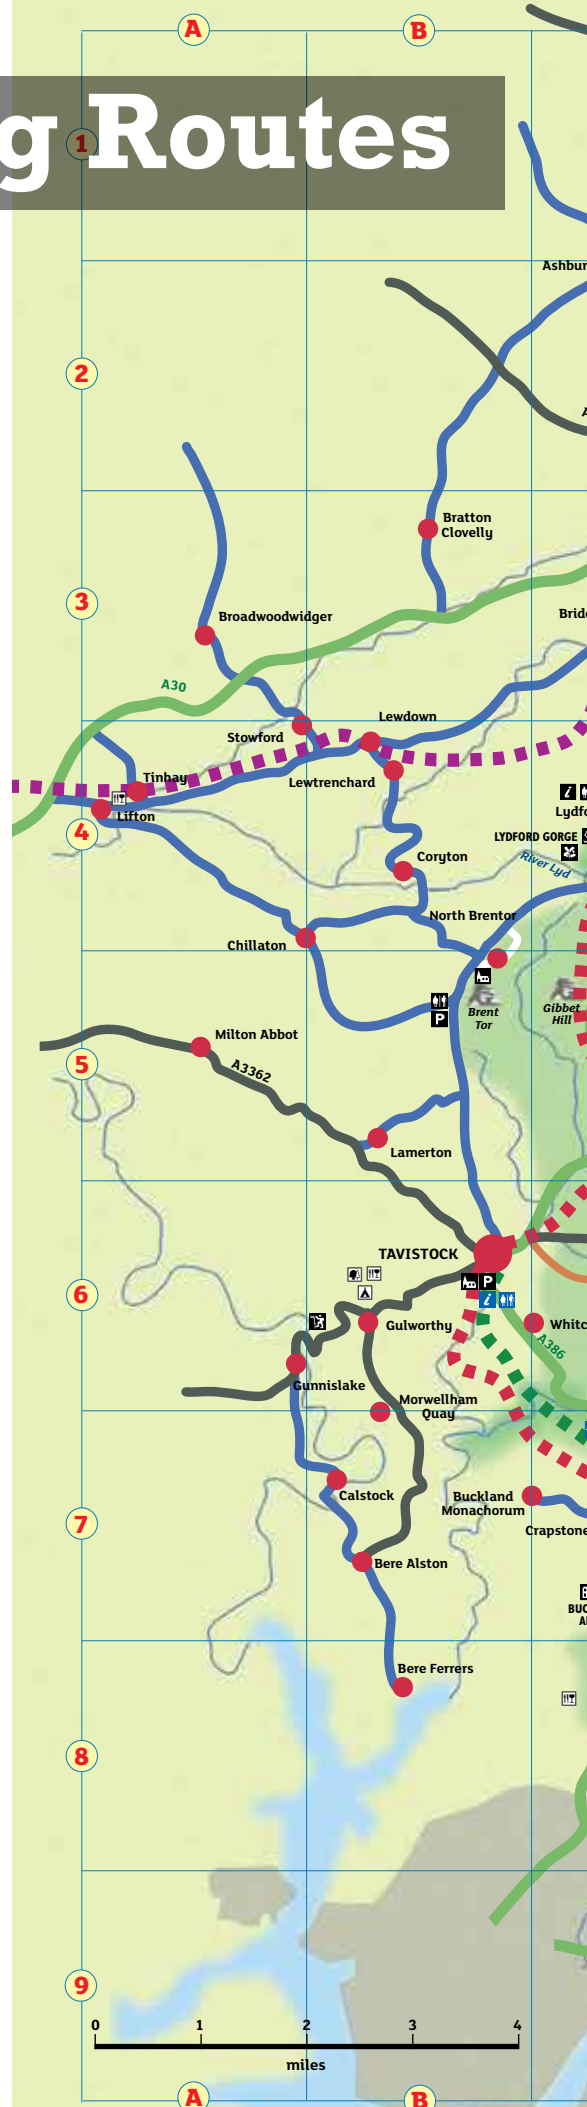 A
B
g Routes
1
Ashbur
2
A
Bratton
Clovelly
3
Broadwoodwidger
Brid
A30
Lewdown
Stowford
Tinhay
Lewtrenchard
i
Lifton
Lydfo
4
LYDFORD GORGE
Coryton
River Lyd
North Brentor
Chillaton
Brent
Tor
Gibbet
Hill
P
Milton Abbot
5
A3362
Lamerton
TAVISTOCK
P
6
i
Gulworthy
Whitc
A386
Gunnislake
Morwellham
Quay
Calstock
Buckland
Monachorum
7
Crapstone
Bere Alston
BUC
A
Bere Ferrers
8
9
0 1 2 3 4
miles
A
B